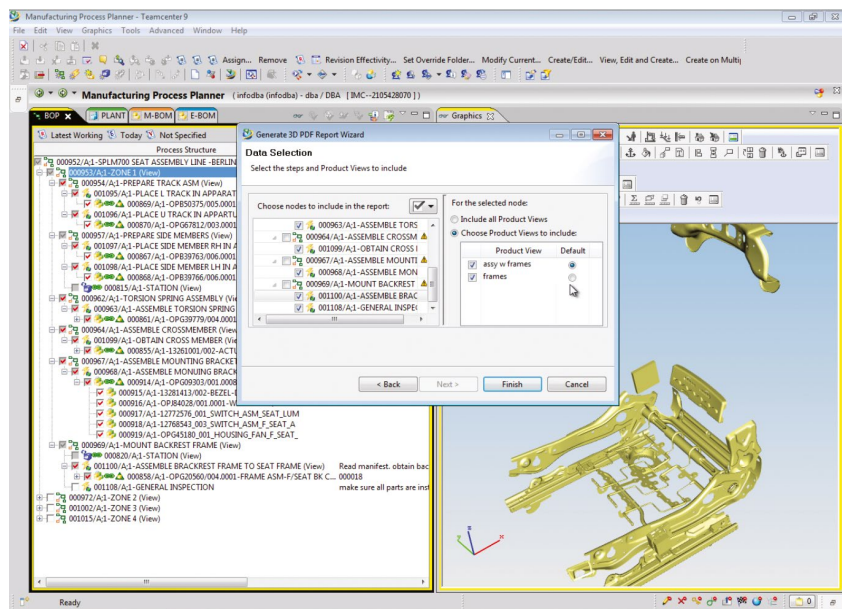 Manufacturing Process Planner - Teamcenter 9
File Edit View Graphics Tools Advanced Window Help
Assign... Remove Revision Effectivity... Set Override Folder... Modify Current... Create/Edit... View, Edit and Create... Create on Multi
Manufacturing Process Planner ( infodba (infodba) - dba / DBA [ IMC--2105428070 ] )
BOP PLANT M-BOM E-BOM Graphics
Latest Working Today Not Specified
Process Structure
000952/A;1-SPLM700 SEAT ASSEMBLY LINE -BERLIN
000953/A;1-ZONE 1 (View)
000954/A;1-PREPARE TRACK ASM (View)
001095/A;1-PLACE L TRACK IN APPARAT
000869/A;1-OPB50375/005.0001
001096/A;1-PLACE U TRACK IN APPARTU
000870/A;1-OPG67812/003.0001
000957/A;1-PREPARE SIDE MEMBERS (View)
001097/A;1-PLACE SIDE MEMBER RH IN A
000867/A;1-OPB39763/006.0001
001098/A;1-PLACE SIDE MEMBER LH IN A
000868/A;1-OPB39766/006.0001
000815/A;1-STATION (View)
000962/A;1-TORSION SPRING ASSEMBLY (Vie
000963/A;1-ASSEMBLE TORSION SPRING
000861/A;1-OPG39779/004.0001
000964/A;1-ASSEMBLE CROSSMEMBER (View
001099/A;1-OBTAIN CROSS MEMBER (Vie
000855/A;1-13261001/002-ACTU
000967/A;1-ASSEMBLE MOUNTING BRACKET
000968/A;1-ASSEMBLE MONUING BRACK
000914/A;1-OPG09303/001.0008
000915/A;1-13281413/002-BEZEL-I
000916/A;1-OPJ84028/001.0001-W
000917/A;1-12772576_001_SWITCH_ASM_SEAT_LUM
000918/A;1-12768543_003_SWITCH_ASM_F_SEAT_A
000919/A;1-OPG45180_001_HOUSING_FAN_F_SEAT_
000969/A;1-MOUNT BACKREST FRAME (View)
000820/A;1-STATION (View)
001100/A;1-ASSEMBLE BRACKREST FRAME TO SEAT FRAME (View) Read manifest. obtain bac
000858/A;1-OPG20560/004.0001-FRAME ASM-F/SEAT BK C... 000018
001108/A;1-GENERAL INSPECTION make sure all parts are inst
000972/A;1-ZONE 2 (View)
001002/A;1-ZONE 3 (View)
001015/A;1-ZONE 4 (View)
Generate 3D PDF Report Wizard
Data Selection
Select the steps and Product Views to include
Choose nodes to include in the report:
000963/A;1-ASSEMBLE TORS
000964/A;1-ASSEMBLE CROSSM
001099/A;1-OBTAIN CROSS I
000967/A;1-ASSEMBLE MOUNTI
000968/A;1-ASSEMBLE MON
000969/A;1-MOUNT BACKREST
001100/A;1-ASSEMBLE BRAC
001108/A;1-GENERAL INSPEC
For the selected node:
Include all Product Views
Choose Product Views to include:
Product View Default
assy w frames
frames
< Back Next > Finish Cancel
z
x
Ready
0